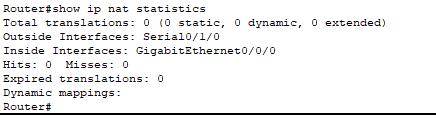 Router#show ip nat statistics
Total translations: 0 (0 static, 0 dynamic, 0 extended)
Outside Interfaces: Serial0/1/0
Inside Interfaces: GigabitEthernet0/0/0
Hits: 0  Misses: 0
Expired translations: 0
Dynamic mappings:
Router#